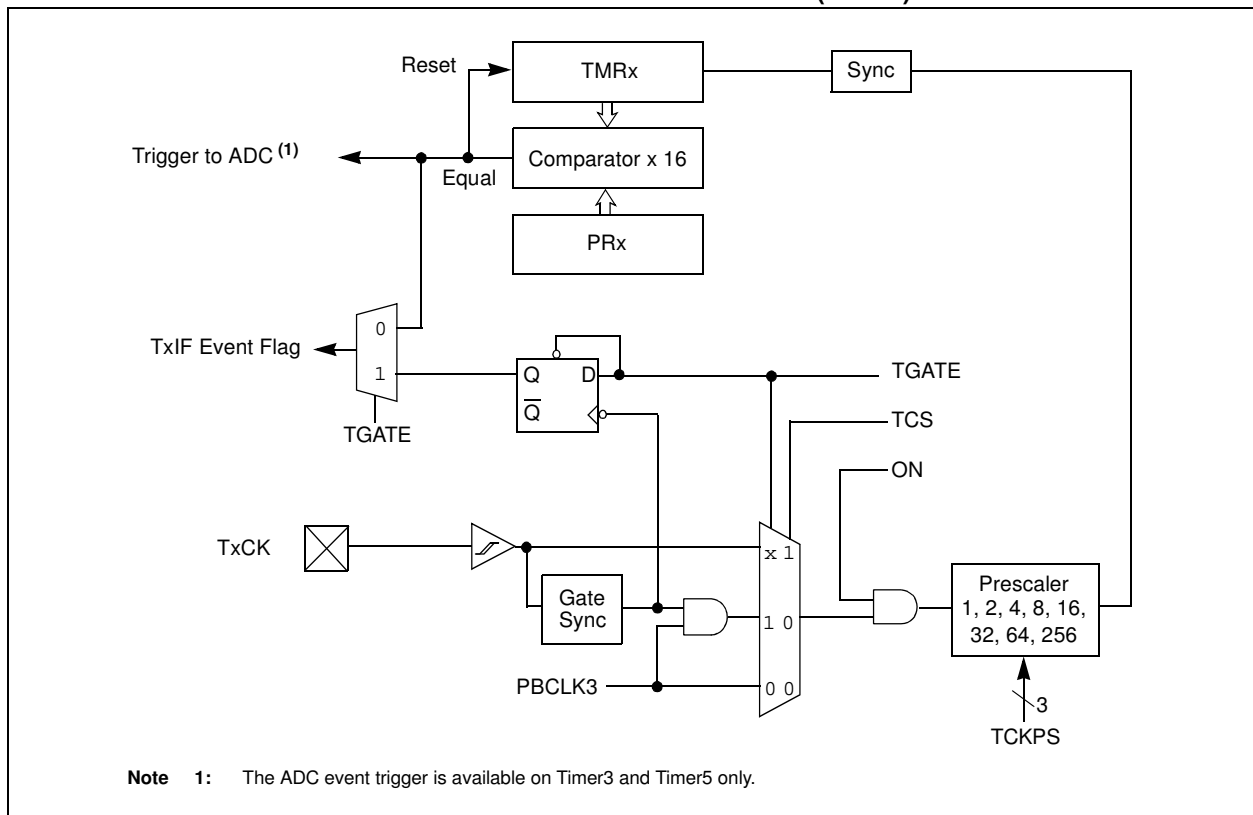 Reset
TMRx
Sync
Trigger to ADC (1)
Equal
Comparator x 16
PRx
0
1
TxIF Event Flag
TGATE
Q
D
Q̅
TGATE
TCS
ON
TxCK
x 1
Gate
Sync
1 0
Prescaler
1, 2, 4, 8, 16,
32, 64, 256
PBCLK3
0 0
3
TCKPS
Note 1: The ADC event trigger is available on Timer3 and Timer5 only.